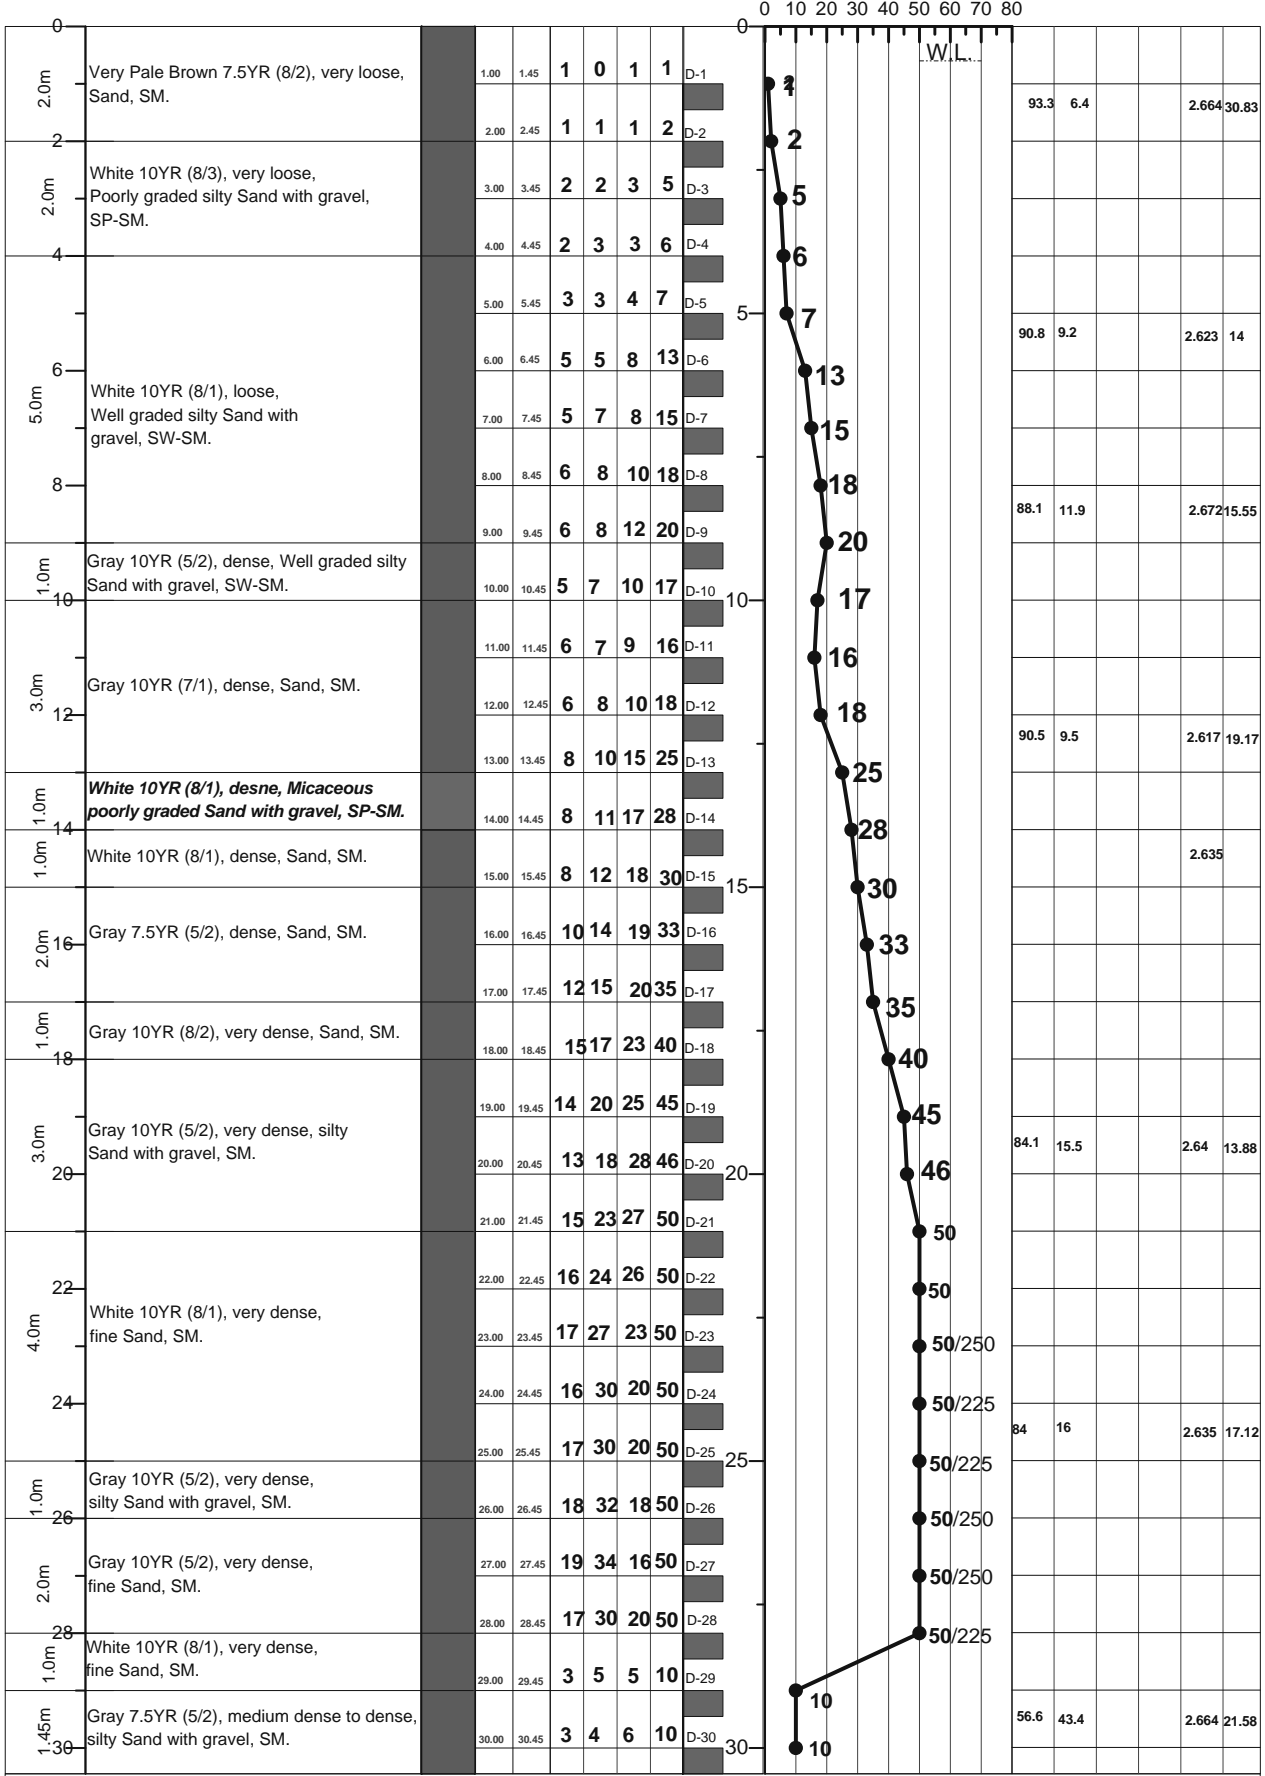 0 10 20 30 40 50 60 70 80
W.L.
0 0
2.0m
Very Pale Brown 7.5YR (8/2), very loose,
Sand, SM.
1.00 1.45 1 0 1 1 D-1
93.3 6.4 2.664 30.83
2.00 2.45 1 1 1 2 D-2
2 2
2.0m
White 10YR (8/3), very loose,
Poorly graded silty Sand with gravel,
SP-SM.
3.00 3.45 2 2 3 5 D-3
5
4.00 4.45 2 3 3 6 D-4
4 6
5.0m
5.00 5.45 3 3 4 7 D-5
5 7
90.8 9.2 2.623 14
6.00 6.45 5 5 8 13 D-6
6 13
White 10YR (8/1), loose,
Well graded silty Sand with
gravel, SW-SM.
7.00 7.45 5 7 8 15 D-7
15
8.00 8.45 6 8 10 18 D-8
8 18
88.1 11.9 2.672 15.55
9.00 9.45 6 8 12 20 D-9
20
1.0m
Gray 10YR (5/2), dense, Well graded silty
Sand with gravel, SW-SM.
10.00 10.45 5 7 10 17 D-10
10 10 17
3.0m
11.00 11.45 6 7 9 16 D-11
16
Gray 10YR (7/1), dense, Sand, SM.
12.00 12.45 6 8 10 18 D-12
12 18
90.5 9.5 2.617 19.17
13.00 13.45 8 10 15 25 D-13
25
1.0m
White 10YR (8/1), desne, Micaceous
poorly graded Sand with gravel, SP-SM.
14.00 14.45 8 11 17 28 D-14
14 28
1.0m
White 10YR (8/1), dense, Sand, SM.
2.635
15.00 15.45 8 12 18 30 D-15
15 30
2.0m
Gray 7.5YR (5/2), dense, Sand, SM.
16.00 16.45 10 14 19 33 D-16
16 33
17.00 17.45 12 15 20 35 D-17
35
1.0m
Gray 10YR (8/2), very dense, Sand, SM.
18.00 18.45 15 17 23 40 D-18
18 40
3.0m
19.00 19.45 14 20 25 45 D-19
45
Gray 10YR (5/2), very dense, silty
Sand with gravel, SM.
84.1 15.5 2.64 13.88
20.00 20.45 13 18 28 46 D-20
20 20 46
21.00 21.45 15 23 27 50 D-21
50
4.0m
22.00 22.45 16 24 26 50 D-22
22 50
White 10YR (8/1), very dense,
fine Sand, SM.
23.00 23.45 17 27 23 50 D-23
50/250
24.00 24.45 16 30 20 50 D-24
24 50/225
84 16 2.635 17.12
25.00 25.45 17 30 20 50 D-25
25 50/225
1.0m
Gray 10YR (5/2), very dense,
silty Sand with gravel, SM.
26.00 26.45 18 32 18 50 D-26
26 50/250
2.0m
Gray 10YR (5/2), very dense,
fine Sand, SM.
27.00 27.45 19 34 16 50 D-27
50/250
28.00 28.45 17 30 20 50 D-28
28 50/225
1.0m
White 10YR (8/1), very dense,
fine Sand, SM.
29.00 29.45 3 5 5 10 D-29
10
1.45m
Gray 7.5YR (5/2), medium dense to dense,
silty Sand with gravel, SM.
56.6 43.4 2.664 21.58
30.00 30.45 3 4 6 10 D-30
30 30 10